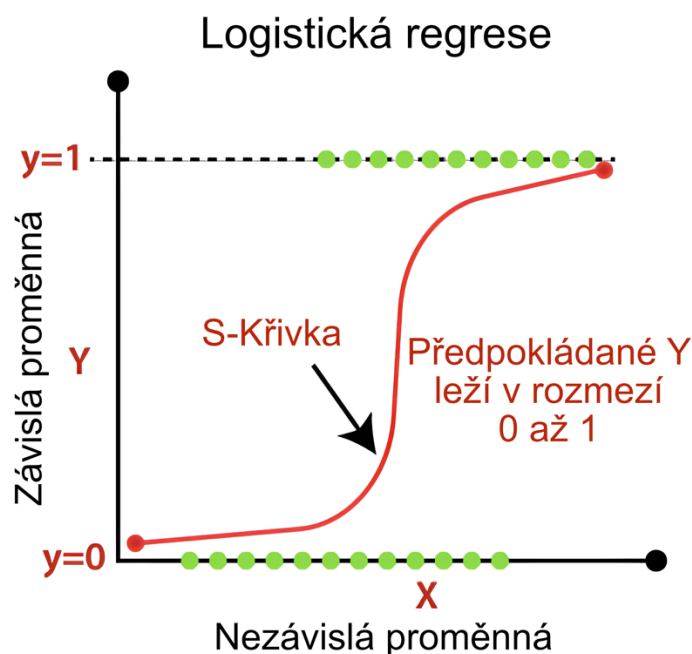 Logistická regrese
y=1
Závislá proměnná
Y
S-Křivka
Předpokládané Y
leží v rozmezí
0 až 1
y=0
X
Nezávislá proměnná